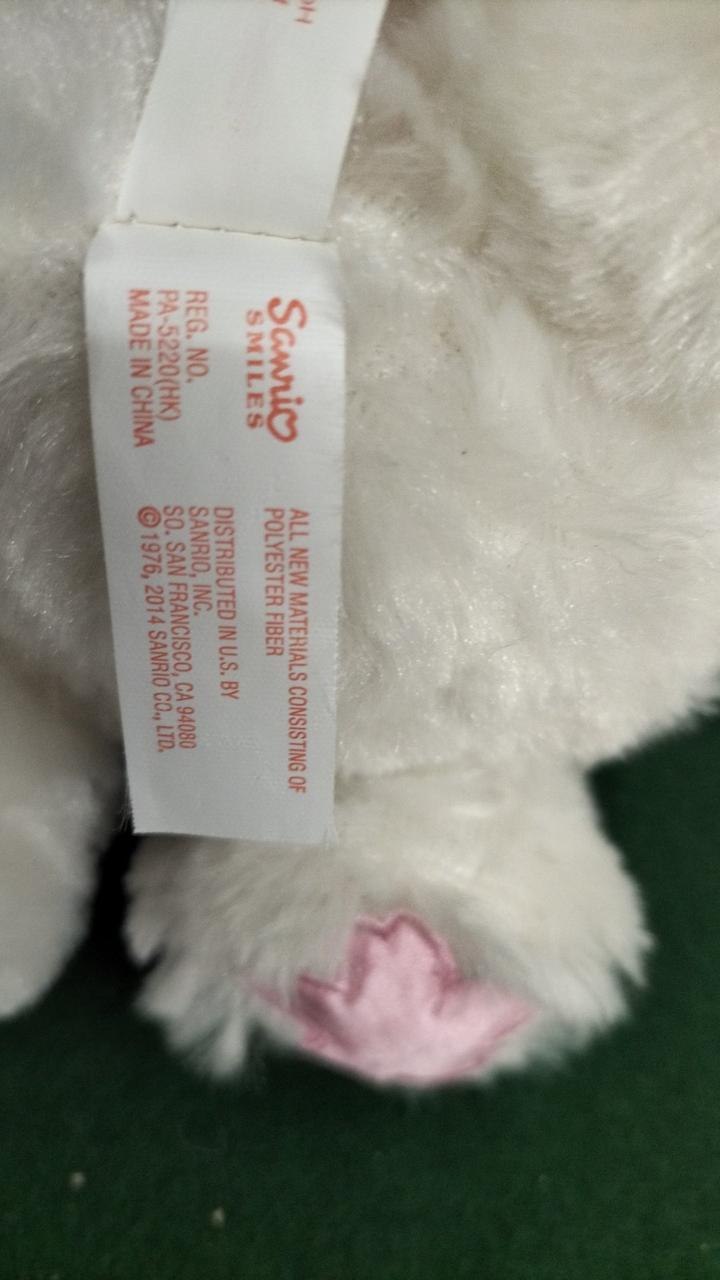 Sanrio
SMILES
REG. NO.
PA-5220(HK)
MADE IN CHINA
ALL NEW MATERIALS CONSISTING OF
POLYESTER FIBER
DISTRIBUTED IN U.S. BY
SANRIO, INC.
SO. SAN FRANCISCO, CA 94080
© 1976, 2014 SANRIO CO., LTD.